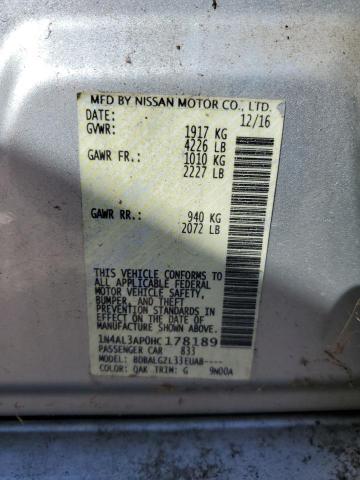 MFD BY NISSAN MOTOR CO., LTD.
DATE: 12/16
GVWR: 1917 KG
4226 LB
GAWR FR.: 1010 KG
2227 LB
GAWR RR.: 940 KG
2072 LB
THIS VEHICLE CONFORMS TO
ALL APPLICABLE FEDERAL
MOTOR VEHICLE SAFETY,
BUMPER, AND THEFT
PREVENTION STANDARDS IN
EFFECT ON THE DATE OF
MANUFACTURE SHOWN ABOVE.
1N4AL3AP0HC178189
PASSENGER CAR 833
MODEL: BDBALGZL33EUAB----
COLOR: QAK TRIM: G 9N00A